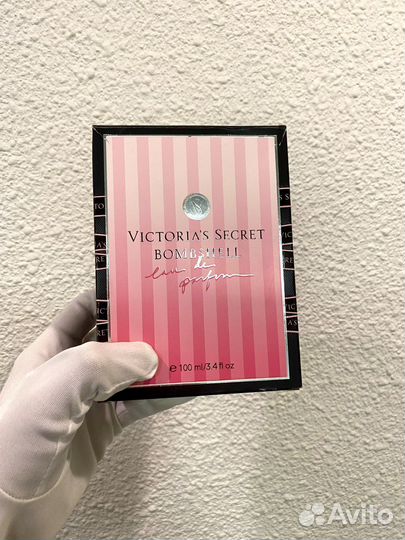 VICTORIA'S SECRET
BOMBSHELL
eau de
parfum
℮ 100 ml/3.4 fl oz
Avito